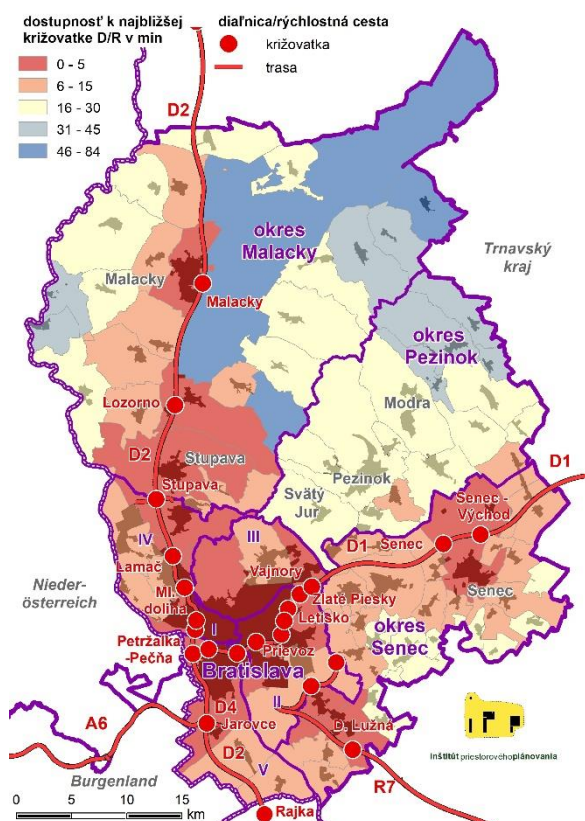 dostupnosť k najbližšej
križovatke D/R v min
0 - 5
6 - 15
16 - 30
31 - 45
46 - 84
diaľnica/rýchlostná cesta
križovatka
trasa
D2
okres
Malacky
Trnavský
kraj
Malacky
Malacky
okres
Pezinok
Lozorno
Modra
D2
Stupava
Pezinok
D1
Stupava
Svätý
Jur
Senec -
Východ
IV
III
D1
Senec
Lamač
Vajnory
Nieder-
österreich
Ml.
dolina
Zlaté Piesky
Senec
Letisko
okres
Senec
I
Petržalka
-Pečňa
Prievoz
Bratislava
D4
II
A6
Jarovce
D. Lužná
D2
inštitút priestorového plánovania
V
Burgenland
R7
Rajka
0 5 10 15
km